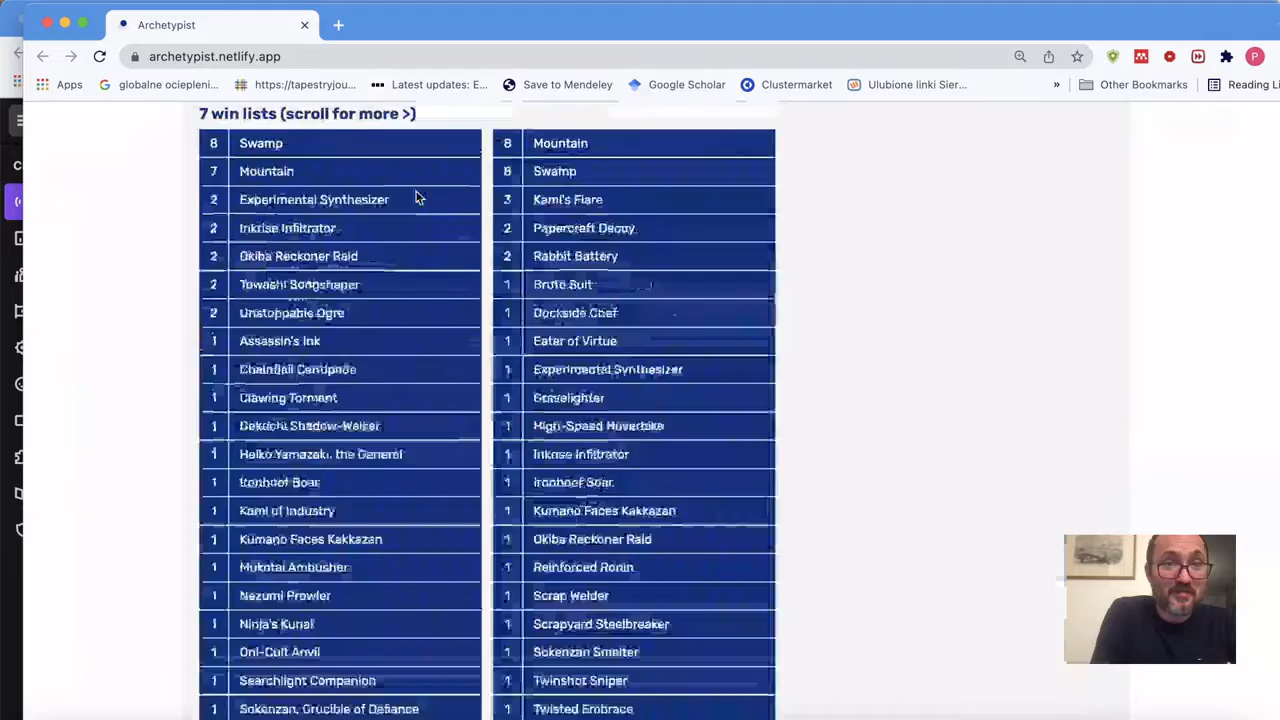 Archetypist
archetypist.netlify.app
P
Apps
globalne ociepleni...
https://tapestryjou...
Latest updates: E...
Save to Mendeley
Google Scholar
Clustermarket
Ulubione linki Sier...
»
Other Bookmarks
Reading Li
7 win lists (scroll for more >)
8 Swamp
7 Mountain
2 Experimental Synthesizer
2 Inkrise Infiltrator
2 Okiba Reckoner Raid
2 Towashi Songshaper
2 Unstoppable Ogre
1 Assassin's Ink
1 Chainflail Centipede
1 Clawing Torment
1 Gekkehi Shadow-Walker
1 Heiko Yamazaki, the General
1 Ironhoof Boar
1 Kami of Industry
1 Kumano Faces Kakkazan
1 Mukotai Ambusher
1 Nezumi Prowler
1 Ninja's Kunai
1 Oni-Cult Anvil
1 Searchlight Companion
1 Sokenzan, Crucible of Defiance
8 Mountain
8 Swamp
3 Kami's Flare
2 Papercraft Decoy
2 Rabbit Battery
1 Brute Suit
1 Dockside Chef
1 Eater of Virtue
1 Experimental Synthesizer
1 Gravelighter
1 High-Speed Hoverbike
1 Inkrise Infiltrator
1 Ironhoof Boar
1 Kumano Faces Kakkazan
1 Okiba Reckoner Raid
1 Reinforced Ronin
1 Scrap Welder
1 Scrapyard Steelbreaker
1 Sokenzan Smelter
1 Twinshot Sniper
1 Twisted Embrace